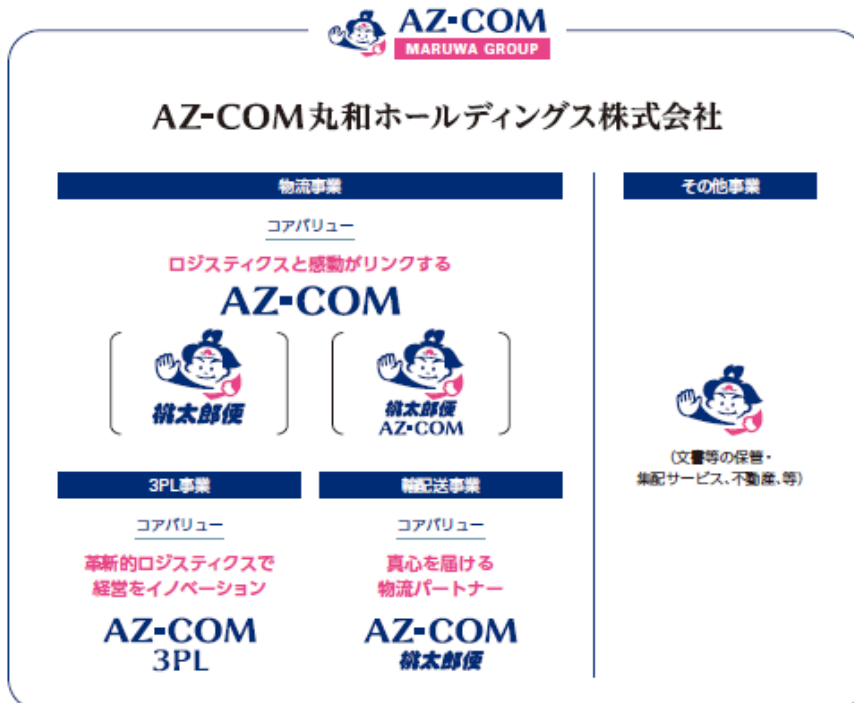 AZ-COM
MARUWA GROUP
AZ-COM丸和ホールディングス株式会社
物流事業
コアバリュー
ロジスティクスと感動がリンクする
AZ-COM
桃太郎便
桃太郎便
AZ-COM
3PL事業
コアバリュー
革新的ロジスティクスで
経営をイノベーション
AZ-COM
3PL
輸配送事業
コアバリュー
真心を届ける
物流パートナー
AZ-COM
桃太郎便
その他事業
(文書等の保管・
集配サービス、不動産、等)